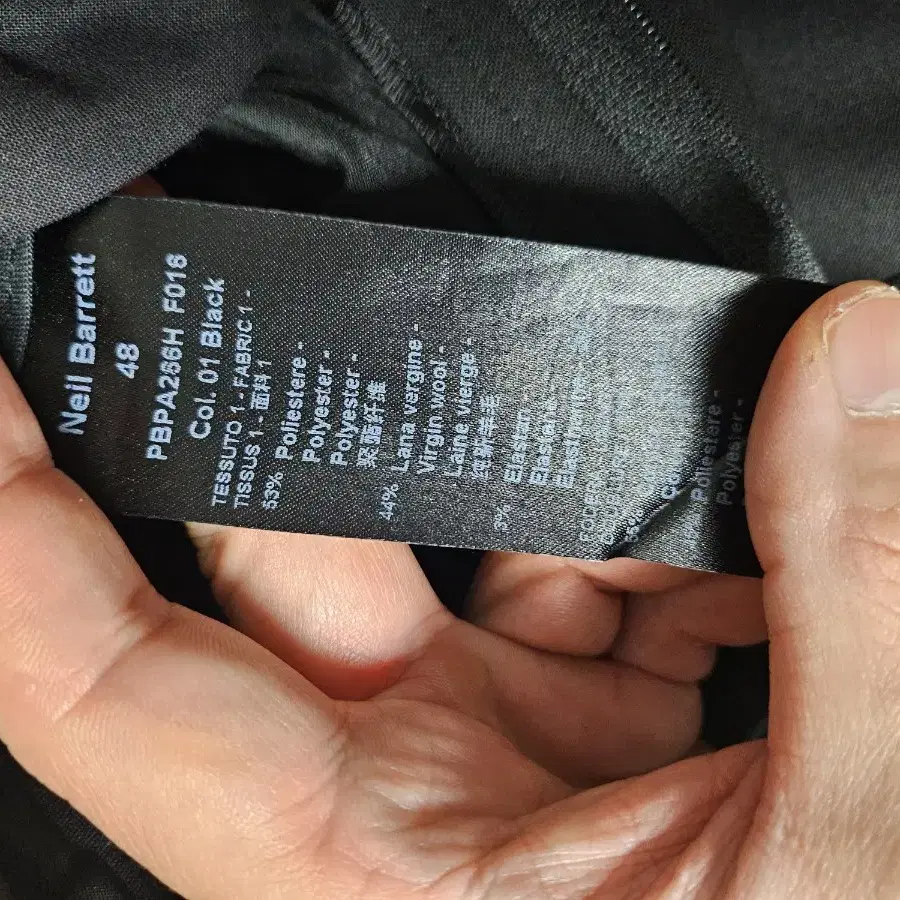 Neil Barrett
48
PBPA266H F016
Col. 01 Black
TESSUTO 1 - FABRIC 1 -
TISSUS 1 - 面料1
53% Poliestere -
Polyester -
Polyester -
聚酯纤维
44% Lana vergine -
Virgin wool -
Laine vierge -
纯新羊毛
3% Elastan -
Elastane -
Elasthanne -
FODERA
Poliestere -
Polyester -